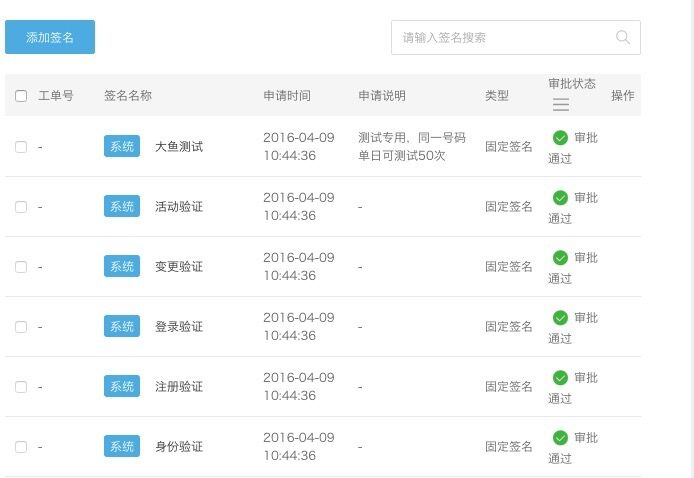 添加签名
请输入签名搜索
工单号 签名名称 申请时间 申请说明 类型 审批状态 操作
- 系统 大鱼测试 2016-04-09 测试专用，同一号码 固定签名 审批
10:44:36 单日可测试50次 通过
- 系统 活动验证 2016-04-09 - 固定签名 审批
10:44:36 通过
- 系统 变更验证 2016-04-09 - 固定签名 审批
10:44:36 通过
- 系统 登录验证 2016-04-09 - 固定签名 审批
10:44:36 通过
- 系统 注册验证 2016-04-09 - 固定签名 审批
10:44:36 通过
- 系统 身份验证 2016-04-09 - 固定签名 审批
10:44:36 通过